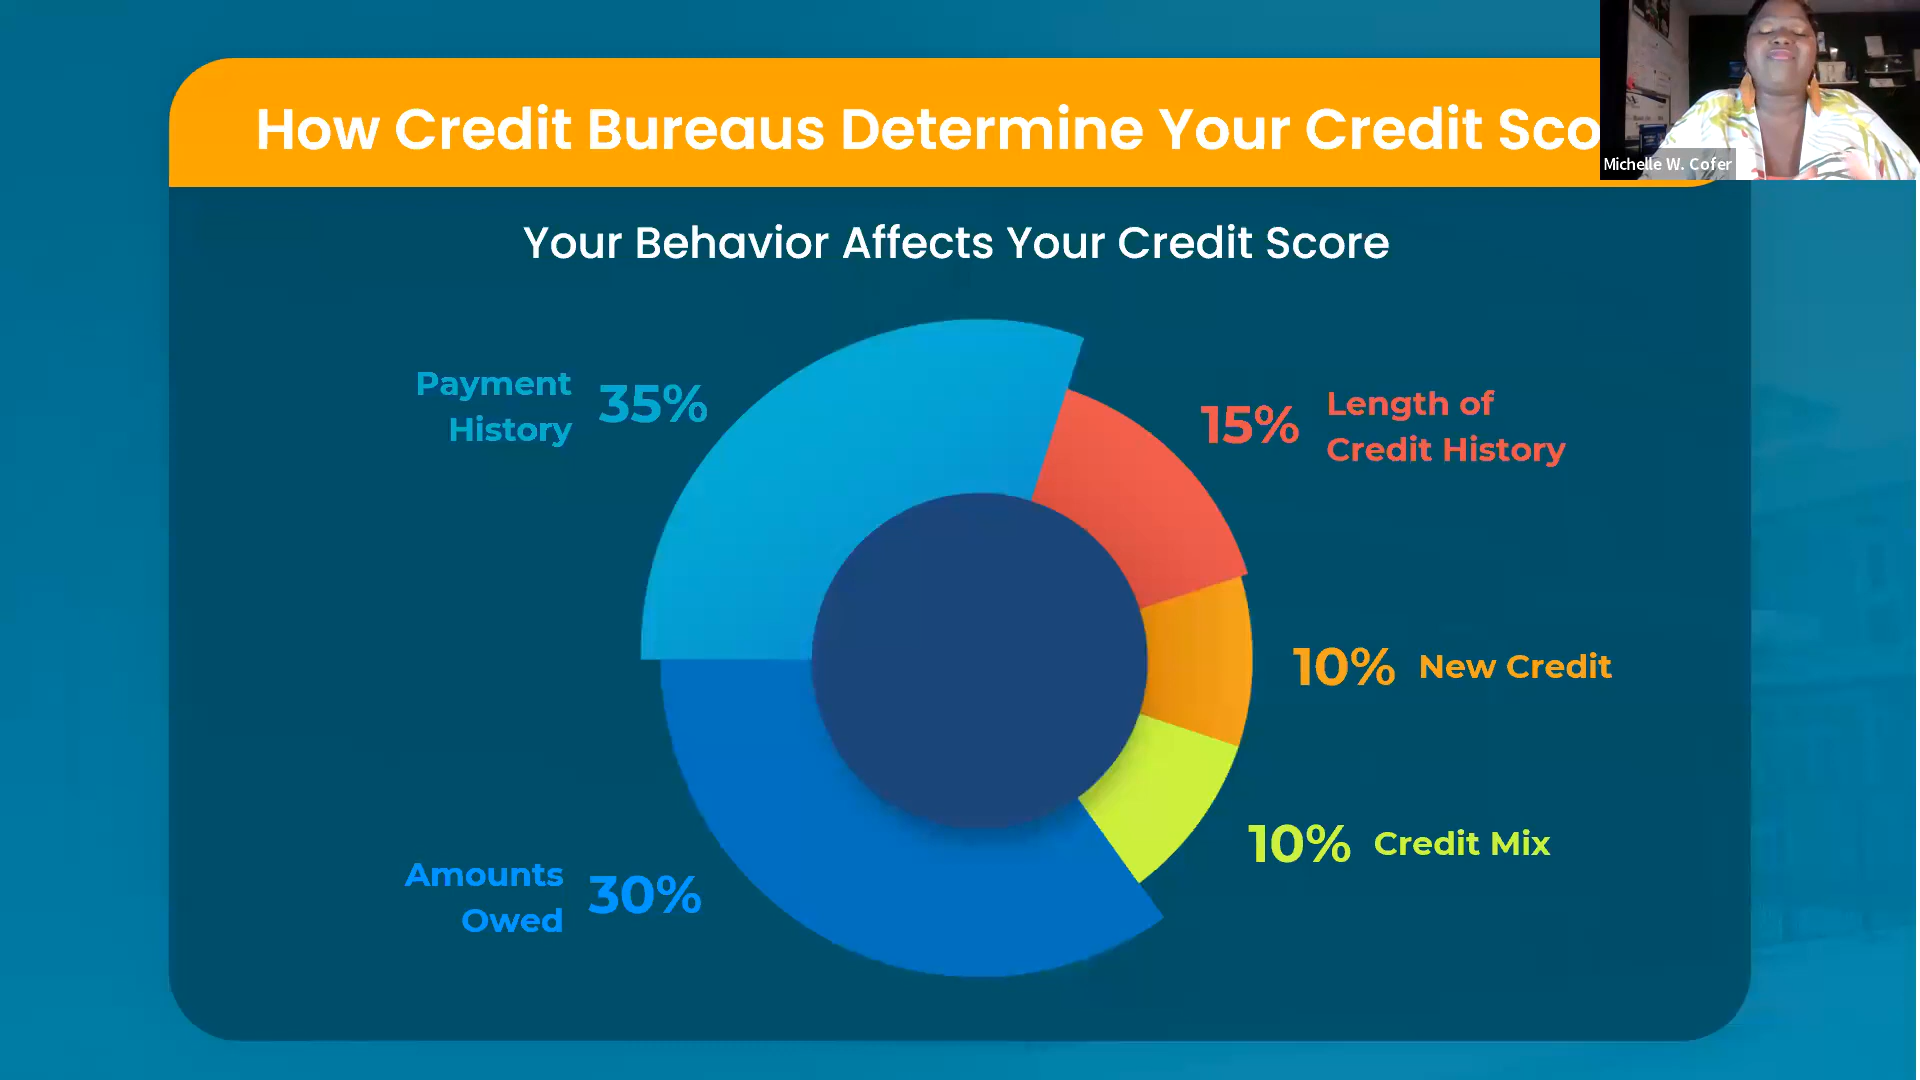 How Credit Bureaus Determine Your Credit Sco
Michelle W. Cofer
Your Behavior Affects Your Credit Score
Payment
History
35%
15%
Length of
Credit History
10% New Credit
10% Credit Mix
Amounts
Owed
30%